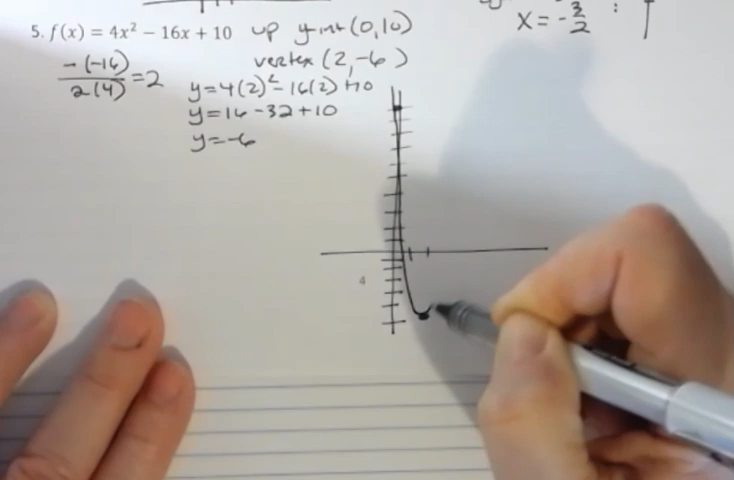 5. f(x) = 4x² − 16x + 10 up y-int (0,10)
x = -3/2 :
-(-16)/2(4) = 2
vertex (2,-6)
y = 4(2)² - 16(2) + 10
y = 16 - 32 + 10
y = -6
4